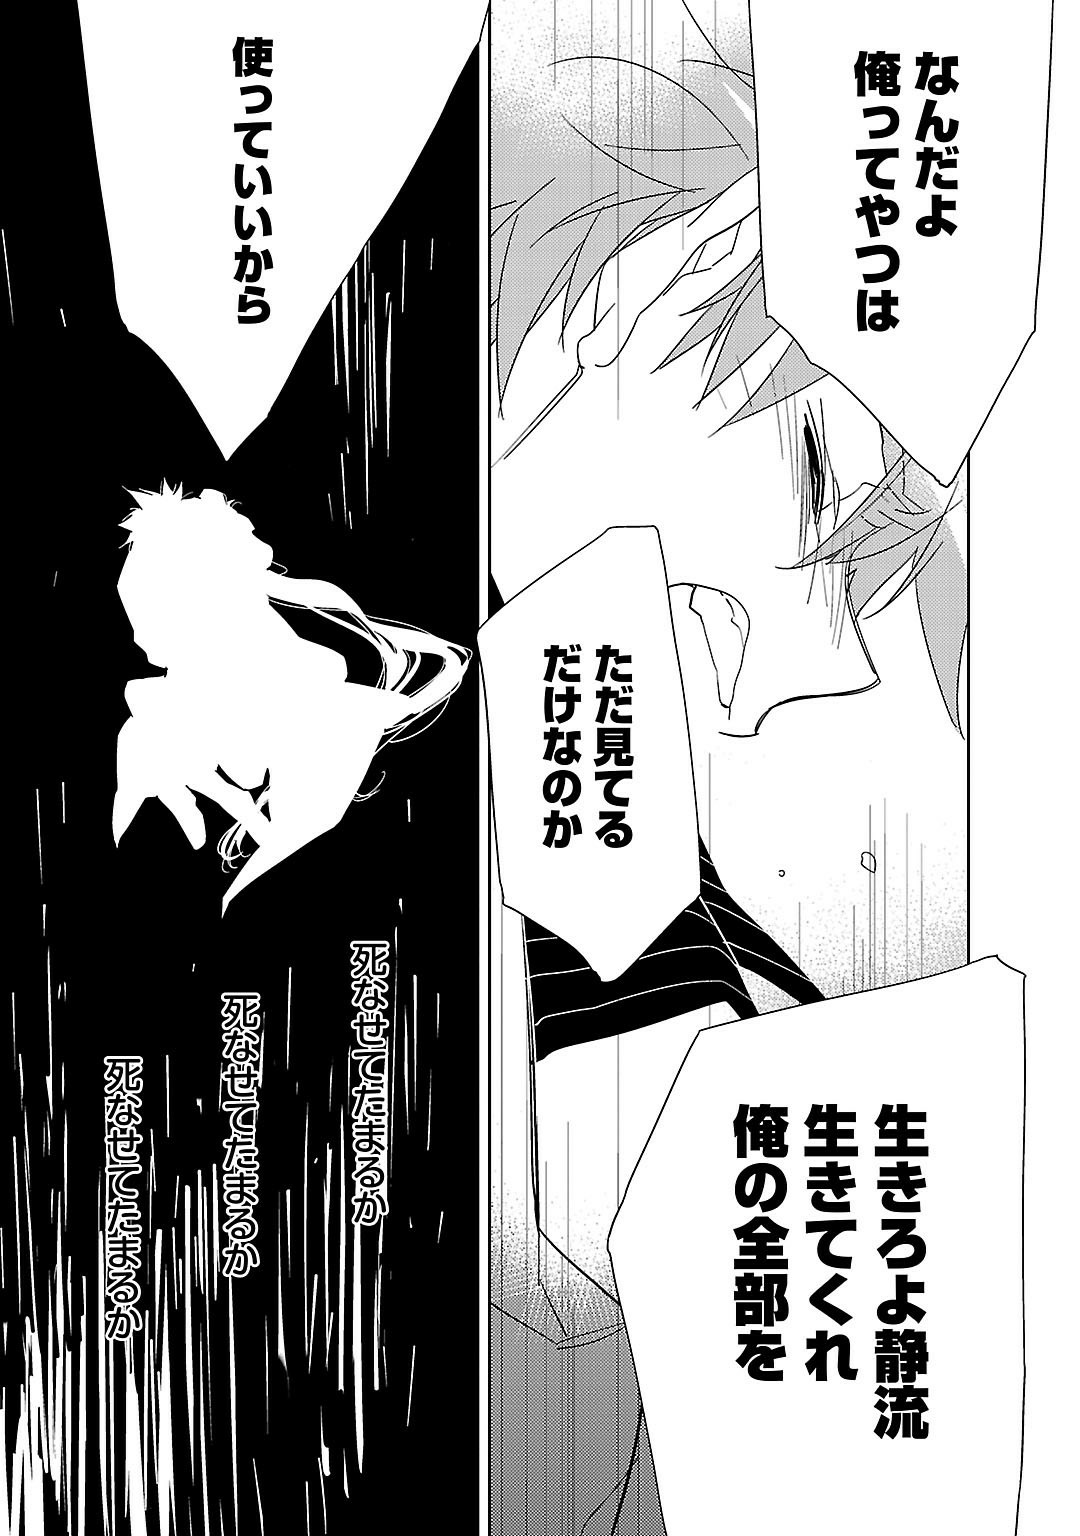 なんだよ
俺ってやつは
ただ見てる
だけなのか
生きろよ静流
生きてくれ
俺の全部を
使っていいから
死なせてたまるか
死なせてたまるか
死なせてたまるか